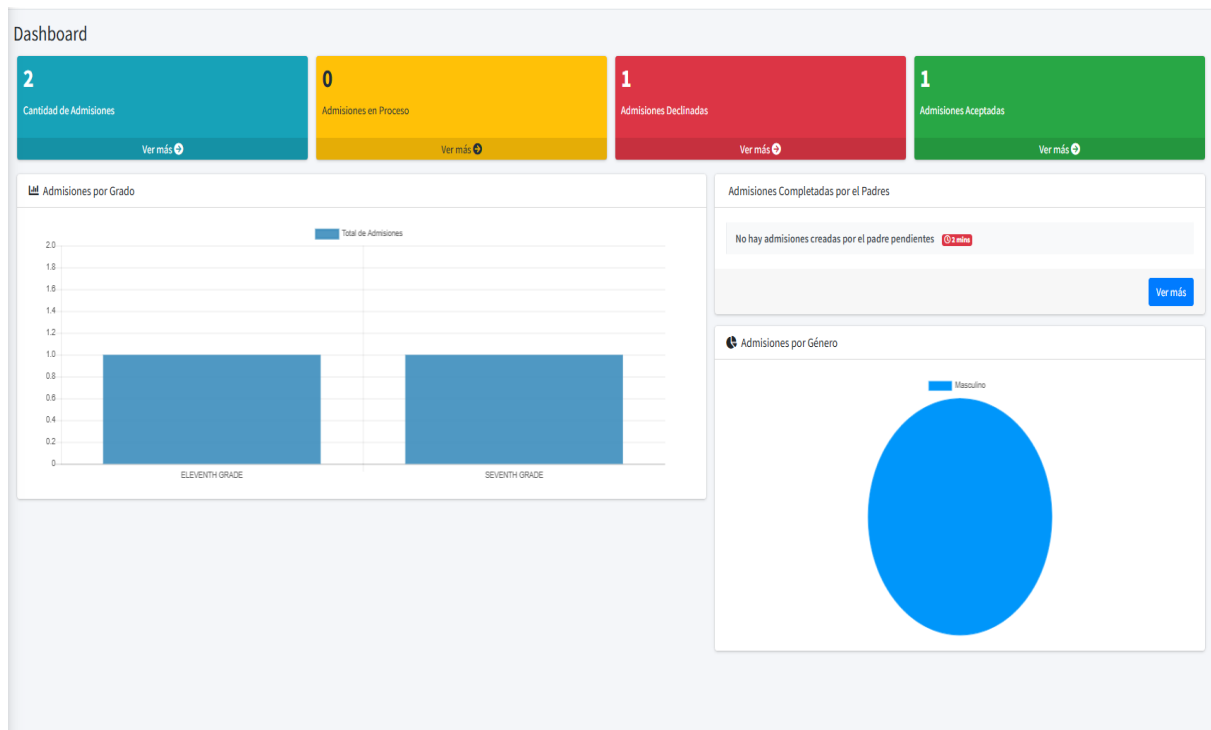 Dashboard
2
Cantidad de Admisiones
Ver más
0
Admisiones en Proceso
Ver más
1
Admisiones Declinadas
Ver más
1
Admisiones Aceptadas
Ver más
Admisiones por Grado
Total de Admisiones
2.0
1.8
1.6
1.4
1.2
1.0
0.8
0.6
0.4
0.2
0
ELEVENTH GRADE
SEVENTH GRADE
Admisiones Completadas por el Padres
No hay admisiones creadas por el padre pendientes 2 mins
Ver más
Admisiones por Género
Masculino